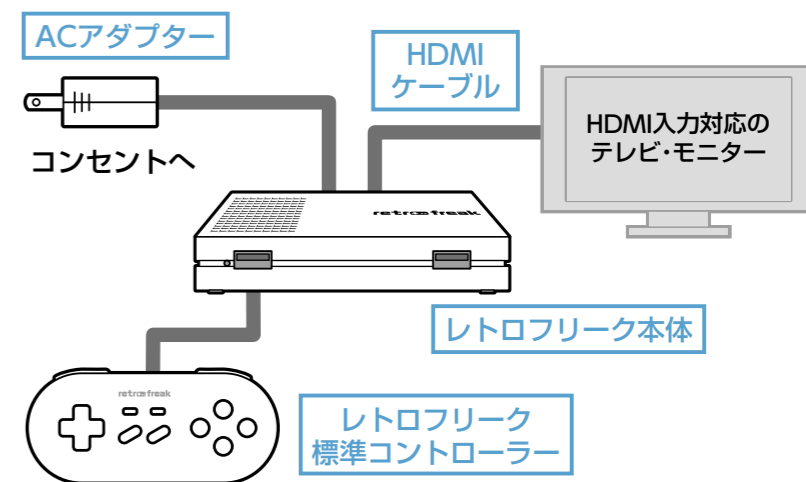 ACアダプター
HDMI
ケーブル
HDMI入力対応の
テレビ・モニター
コンセントへ
retro freak
レトロフリーク本体
retro freak
レトロフリーク
標準コントローラー